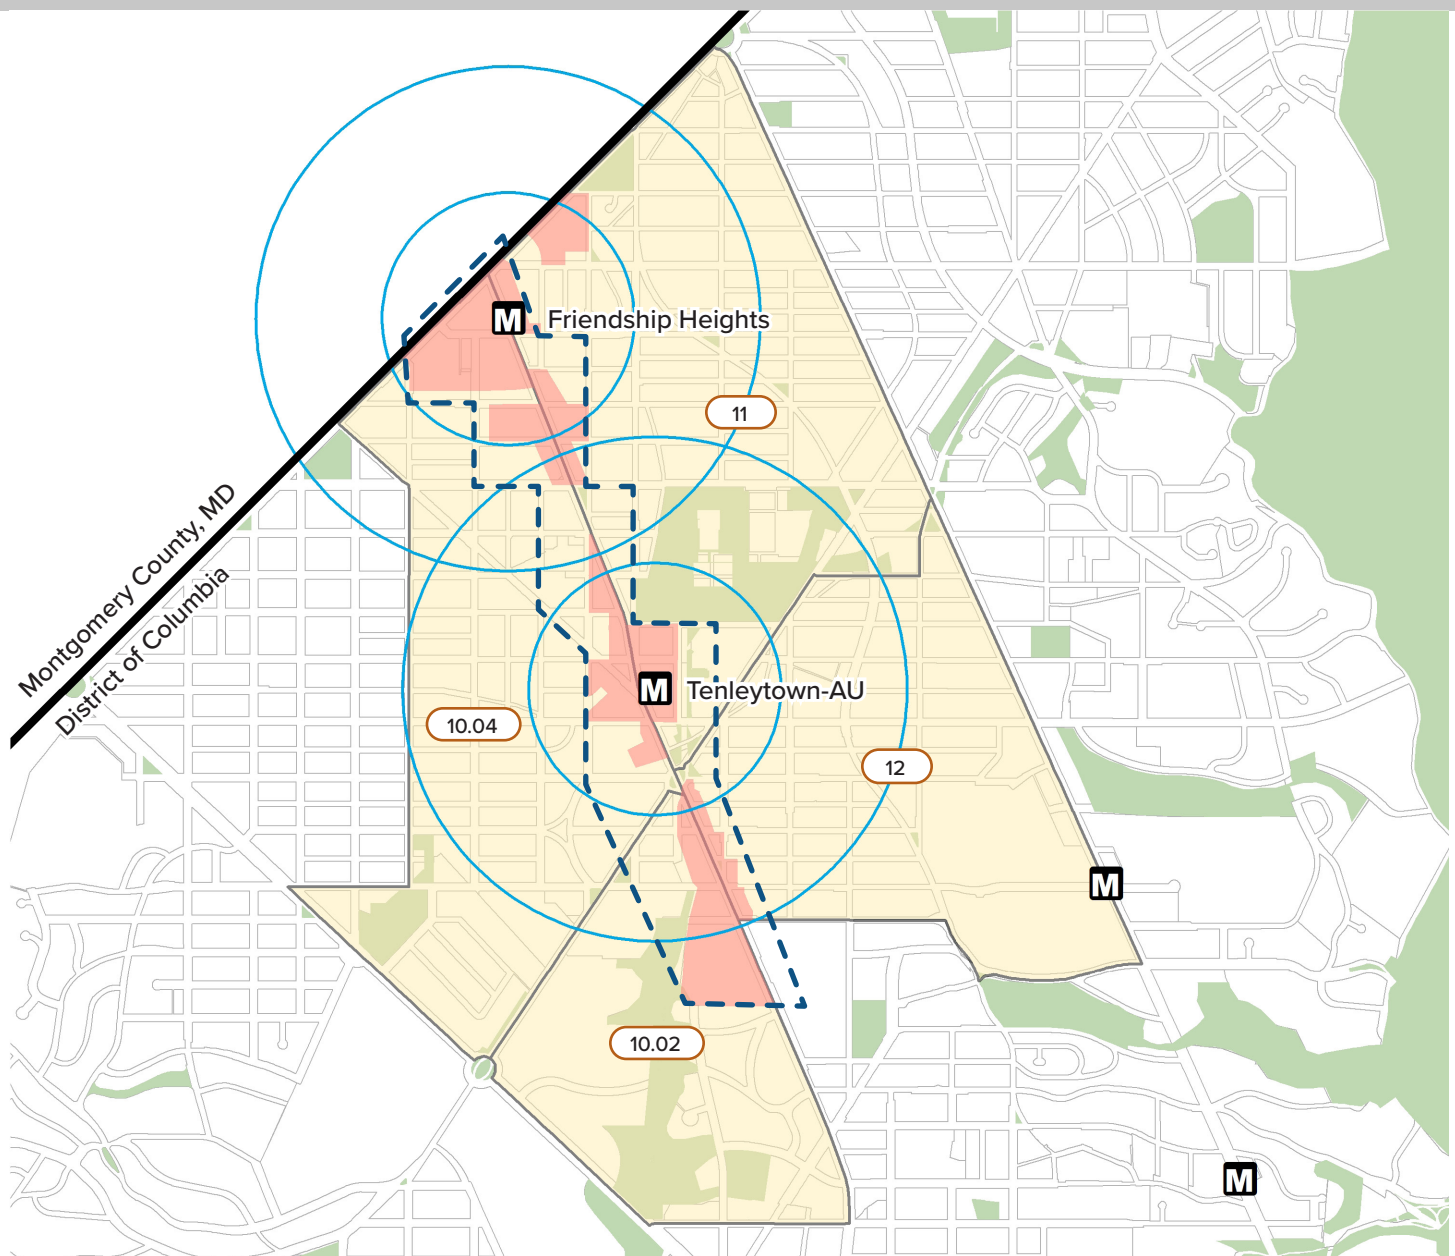 M
Friendship Heights
11
Montgomery County, MD
District of Columbia
M
Tenleytown-AU
10.04
12
M
10.02
M